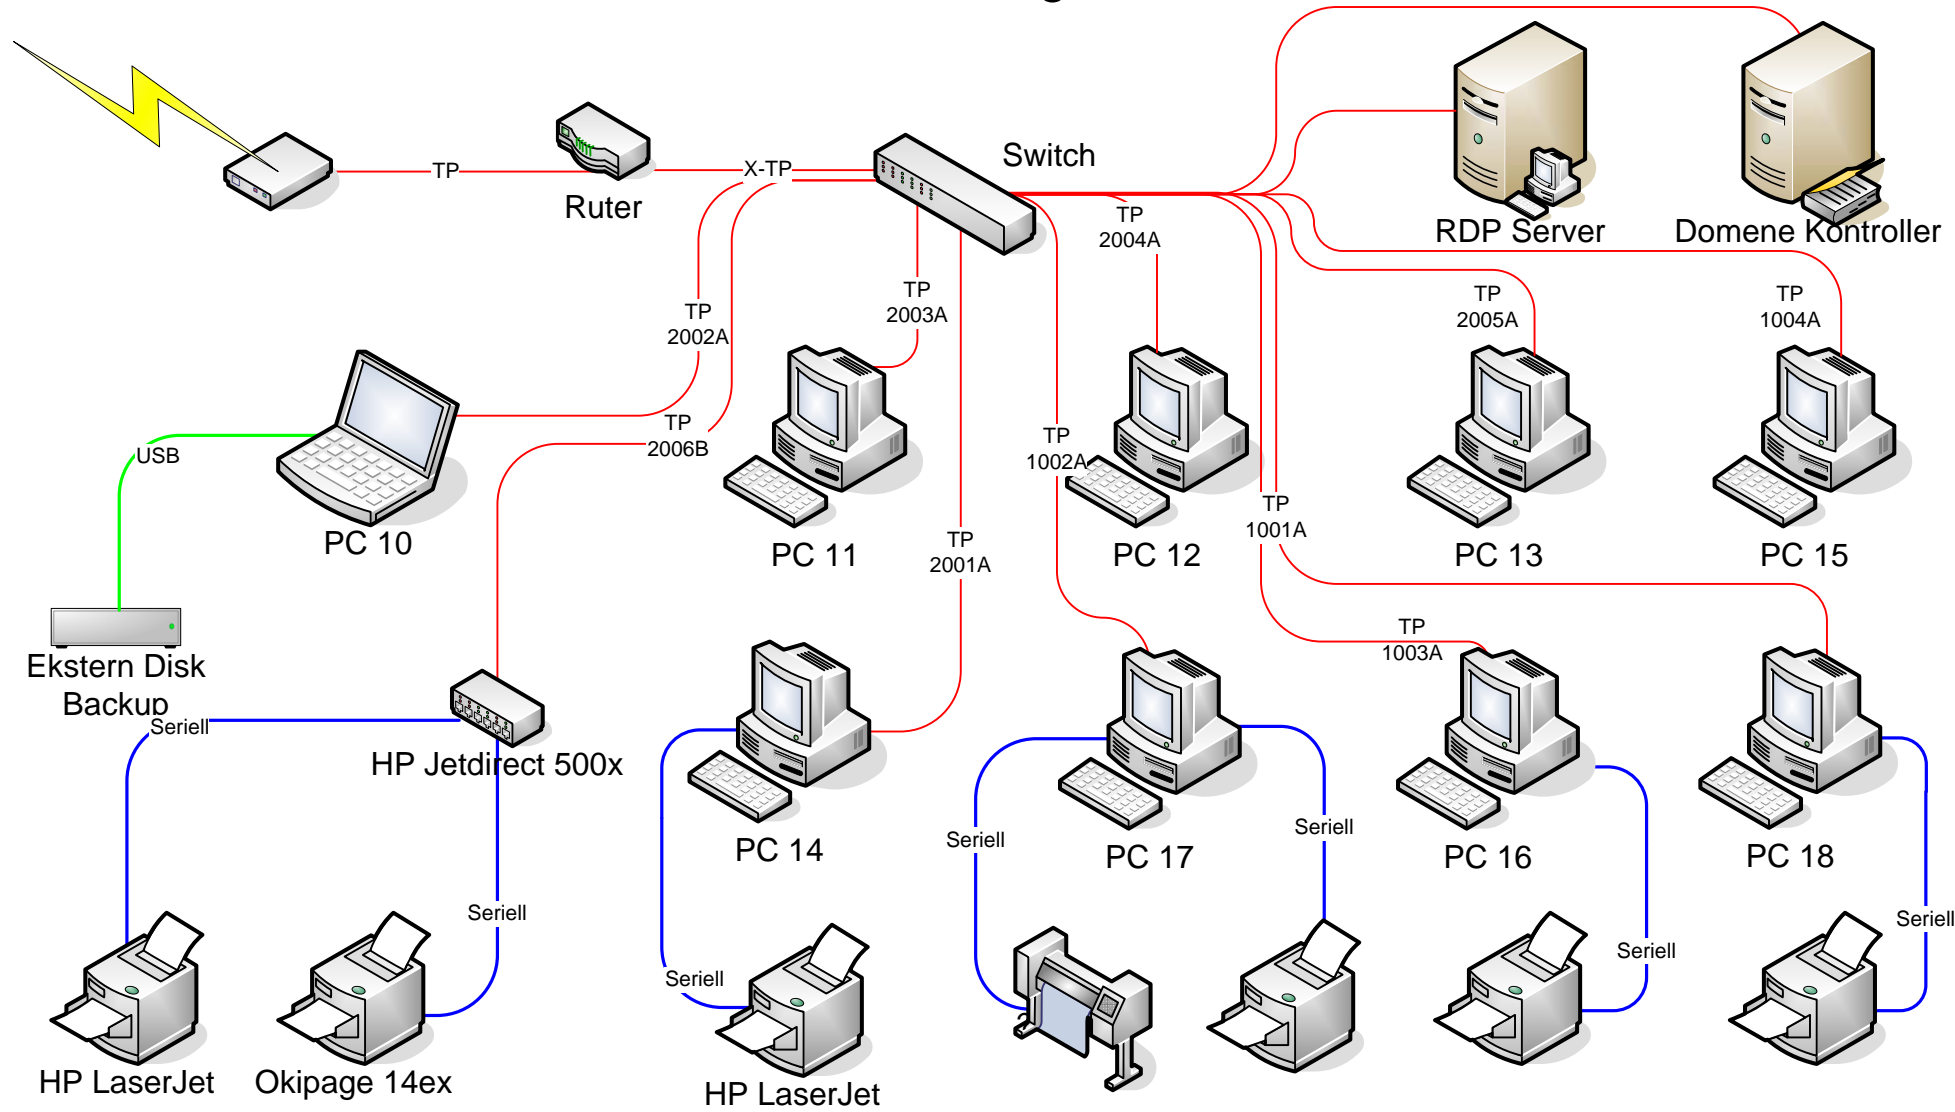 Switch
RDP Server
Domene Kontroller
TP
Ruter
X-TP
TP
2004A
TP
2002A
TP
2003A
TP
2005A
TP
1004A
USB
TP
2006B
TP
1002A
TP
1001A
PC 10
PC 11
PC 12
PC 13
PC 15
TP
2001A
Ekstern Disk
Backup
Seriell
HP Jetdirect 500x
TP
1003A
PC 14
PC 17
PC 16
PC 18
Seriell
Seriell
Seriell
Seriell
Seriell
Seriell
HP LaserJet
Okipage 14ex
HP LaserJet